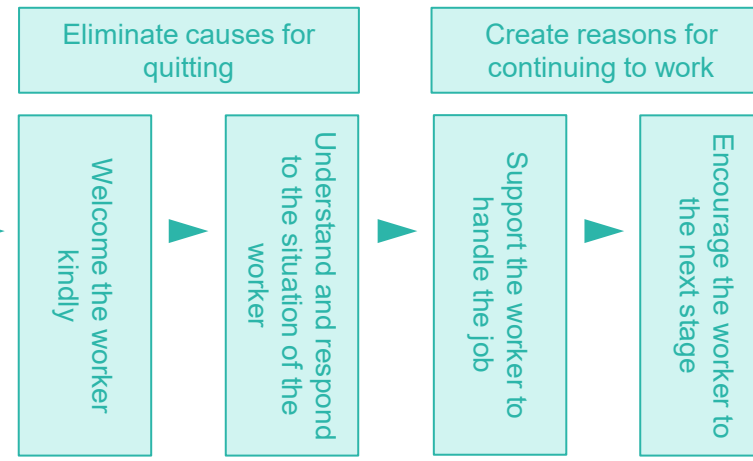 Eliminate causes for
quitting
Create reasons for
continuing to work
Welcome the worker
kindly
Understand and respond
to the situation of the
worker
Support the worker to
handle the job
Encourage the worker to
the next stage